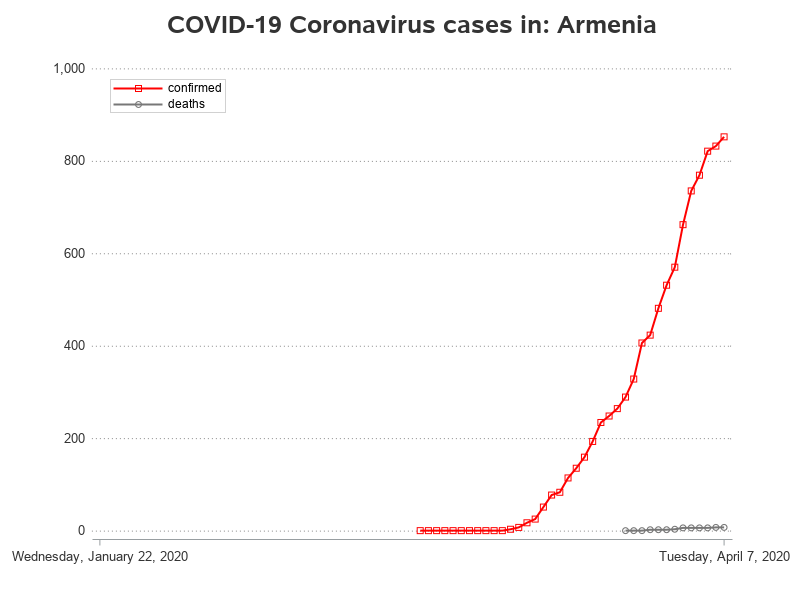 COVID-19 Coronavirus cases in: Armenia
1,000
confirmed
deaths
800
600
400
200
0
Wednesday, January 22, 2020
Tuesday, April 7, 2020